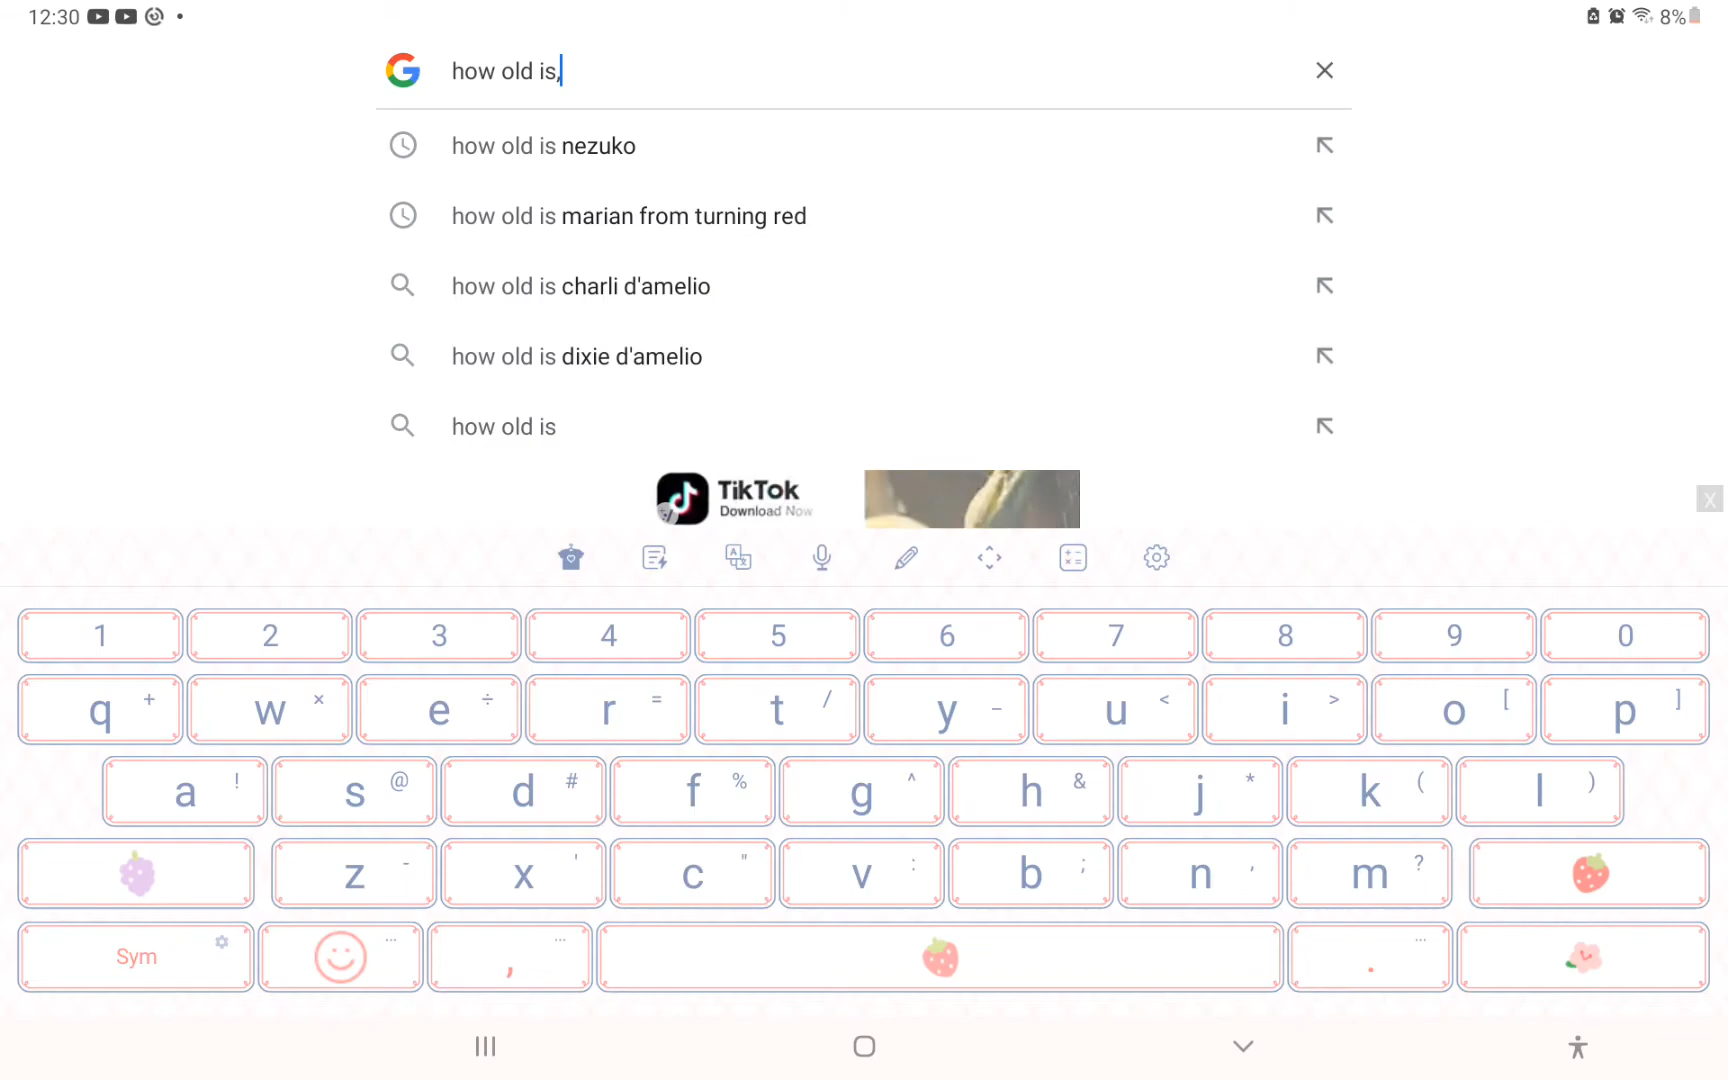 12:30
8%
how old is,
how old is nezuko
how old is marian from turning red
how old is charli d'amelio
how old is dixie d'amelio
how old is
TikTok
Download Now
X
1 2 3 4 5 6 7 8 9 0
q + w × e ÷ r = t / y _ u < i > o [ p ]
a ! s @ d # f % g ^ h & j * k ( l )
z - x ' c " v : b ; n , m ?
Sym , .